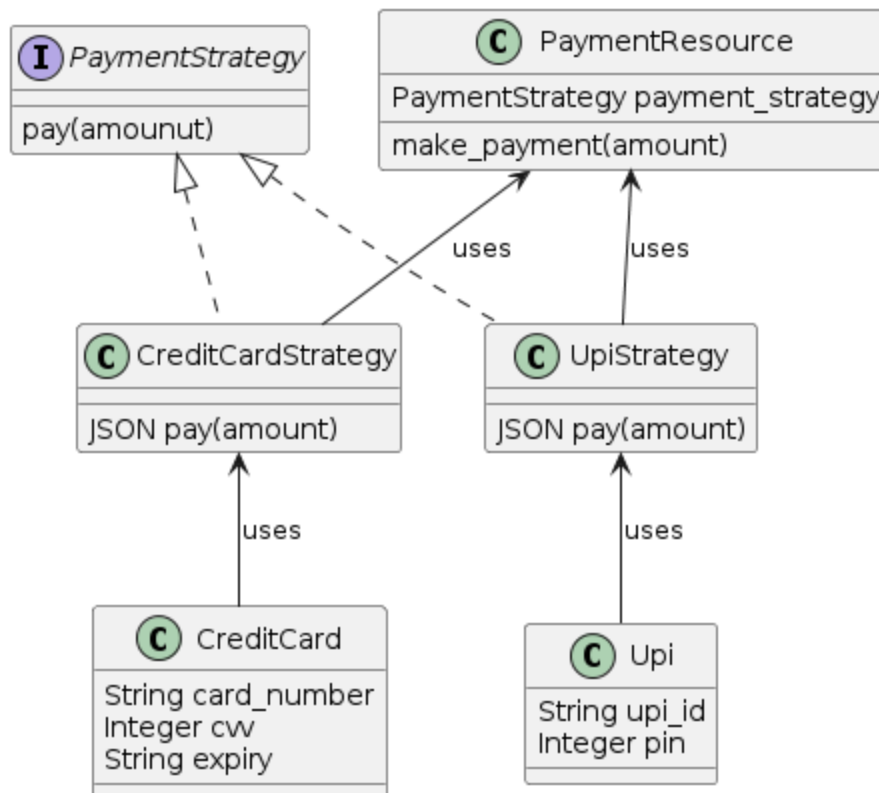 I PaymentStrategy
pay(amounut)
C PaymentResource
PaymentStrategy payment_strategy
make_payment(amount)
uses
uses
C CreditCardStrategy
JSON pay(amount)
C UpiStrategy
JSON pay(amount)
uses
uses
C CreditCard
String card_number
Integer cvv
String expiry
C Upi
String upi_id
Integer pin